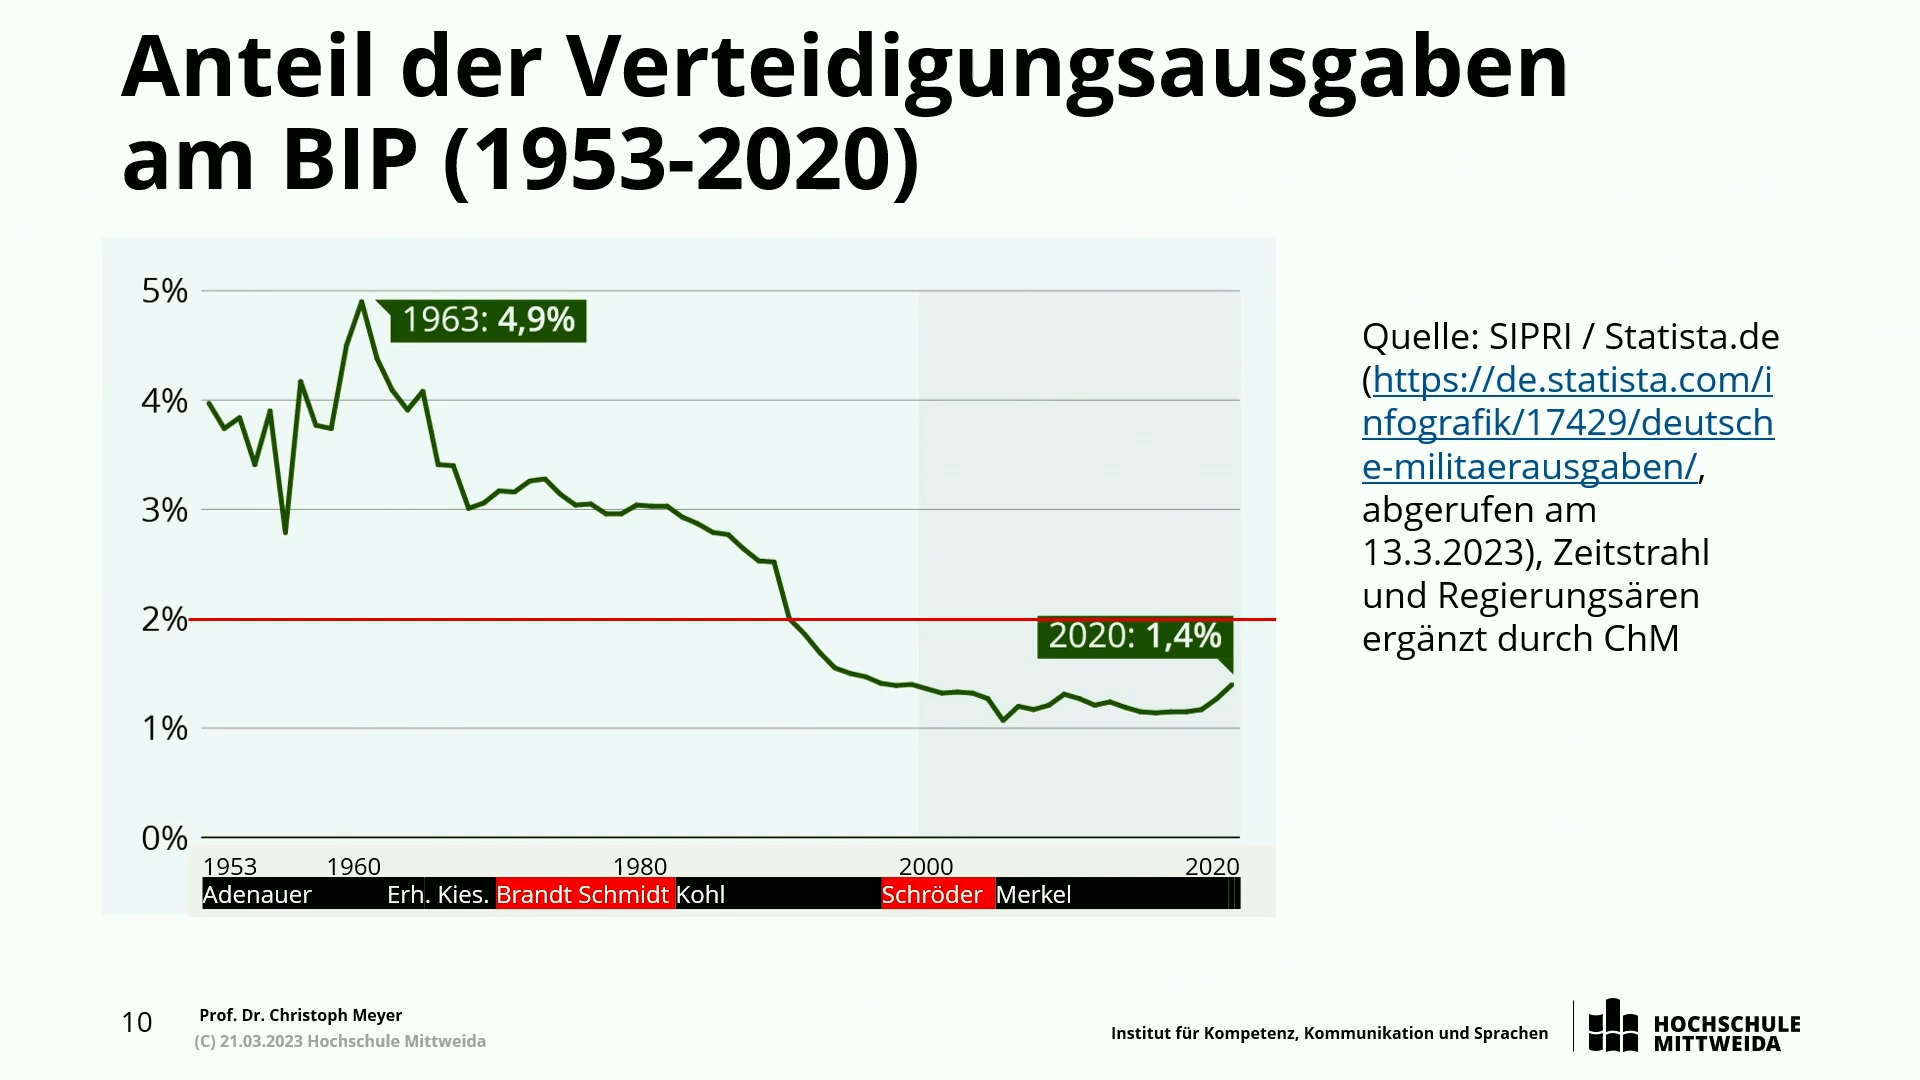 Anteil der Verteidigungsausgaben
am BIP (1953-2020)
5%
1963: 4,9%
4%
3%
2%
2020: 1,4%
1%
0%
1953 1960 1980 2000 2020
Adenauer Erh. Kies. Brandt Schmidt Kohl Schröder Merkel
Quelle: SIPRI / Statista.de
(https://de.statista.com/i
nfografik/17429/deutsch
e-militaerausgaben/,
abgerufen am
13.3.2023), Zeitstrahl
und Regierungsären
ergänzt durch ChM
10
Prof. Dr. Christoph Meyer
(C) 21.03.2023 Hochschule Mittweida
Institut für Kompetenz, Kommunikation und Sprachen
HOCHSCHULE
MITTWEIDA